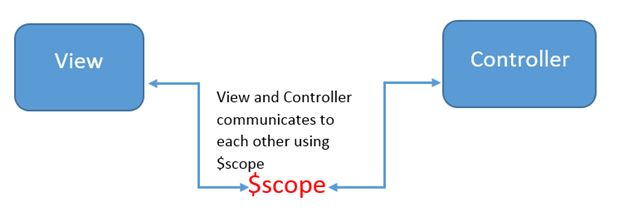 View
Controller
View and Controller
communicates to
each other using
$scope
$scope